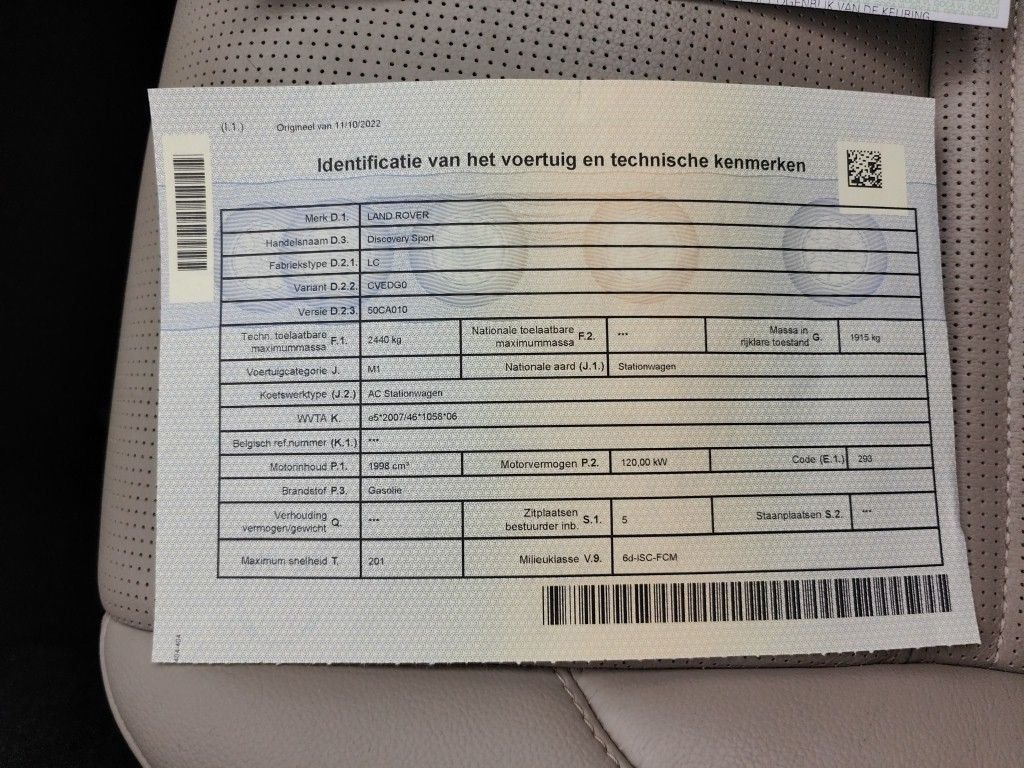 OGENBLIK VAN DE KEURING
(I.1.) Origineel van 11/10/2022
Identificatie van het voertuig en technische kenmerken
Merk D.1. LAND ROVER
Handelsnaam D.3. Discovery Sport
Fabriekstype D.2.1. LC
Variant D.2.2. CVEDG0
Versie D.2.3. 50CA010
Techn. toelaatbare maximummassa F.1. 2440 kg Nationale toelaatbare maximummassa F.2. *** Massa in rijklare toestand G. 1915 kg
Voertuigcategorie J. M1 Nationale aard (J.1.) Stationwagen
Koetswerktype (J.2.) AC Stationwagen
WVTA K. e5*2007/46*1058*06
Belgisch ref.nummer (K.1.) ***
Motorinhoud P.1. 1998 cm³ Motorvermogen P.2. 120,00 kW Code (E.1.) 293
Brandstof P.3. Gasolie
Verhouding vermogen/gewicht Q. *** Zitplaatsen bestuurder inb. S.1. 5 Staanplaatsen S.2. ***
Maximum snelheid T. 201 Milieuklasse V.9. 6d-ISC-FCM